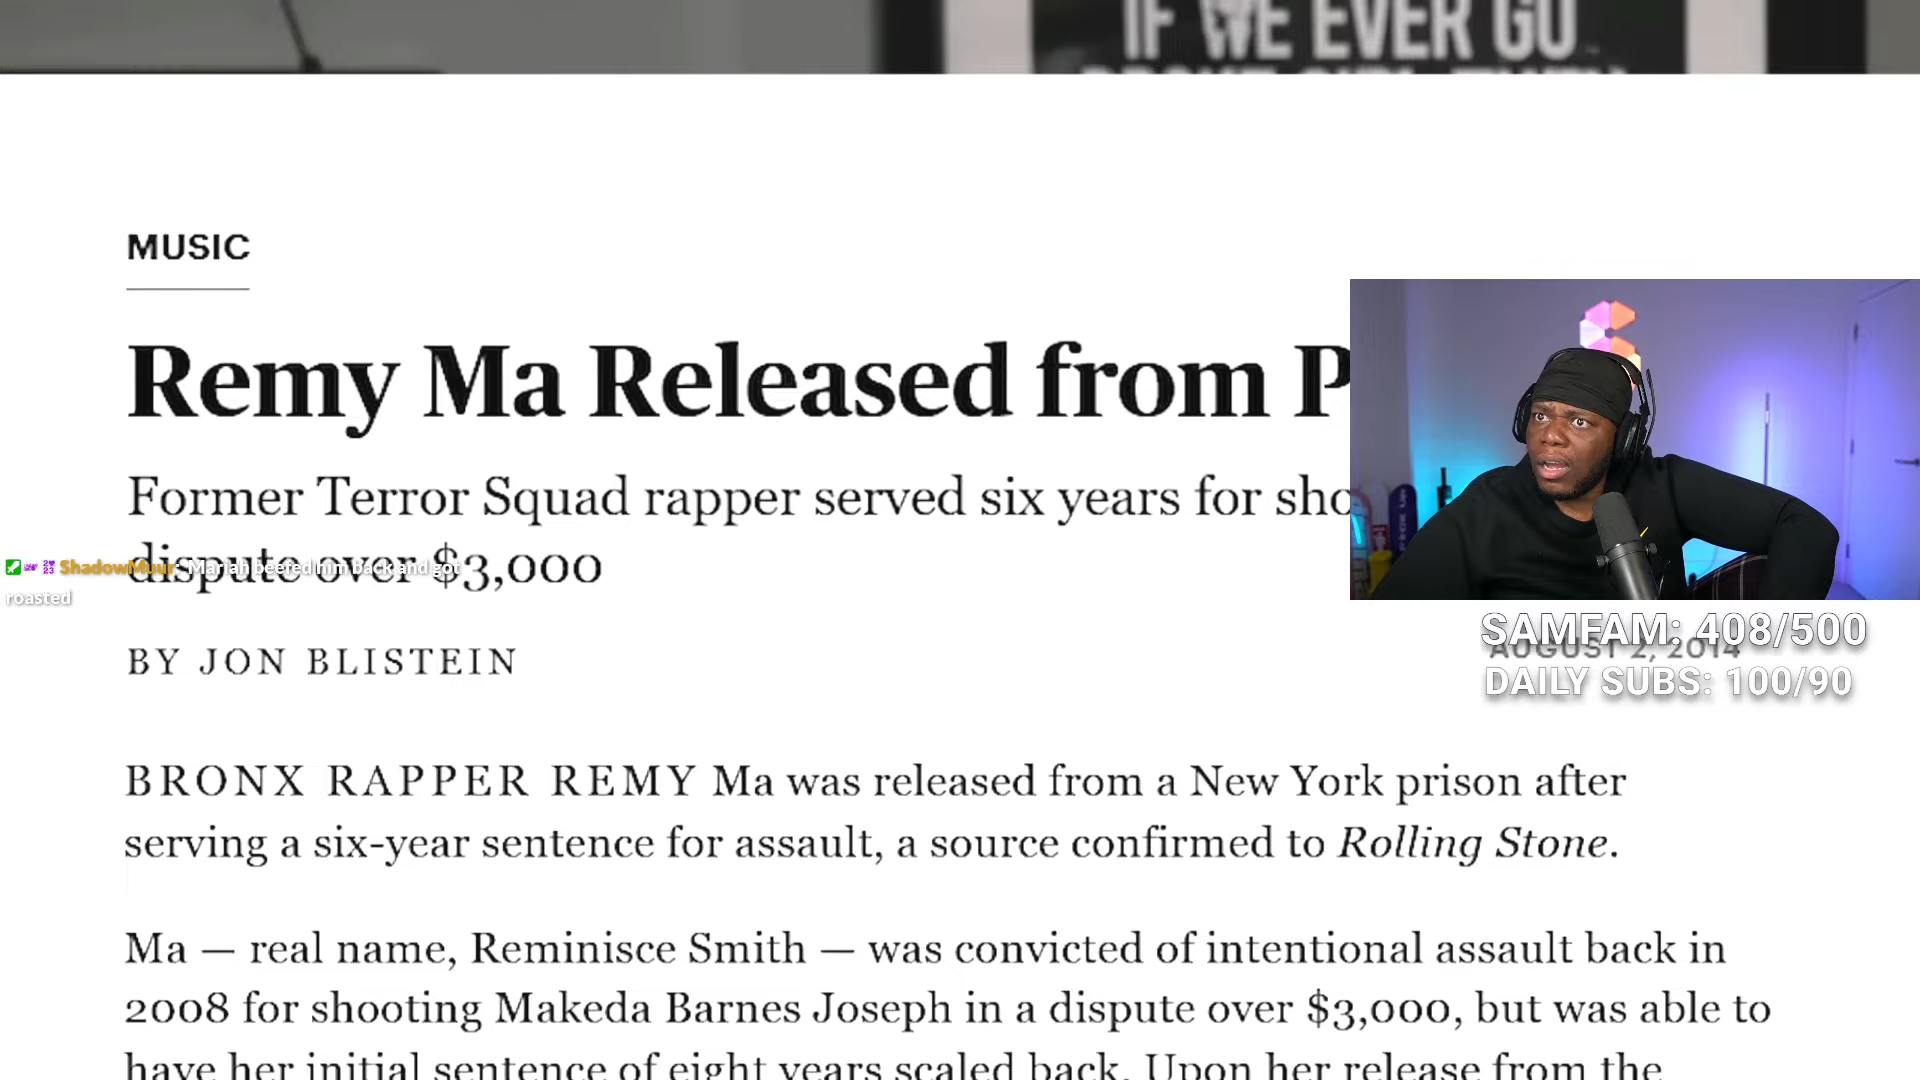 IF WE EVER GO
MUSIC
Remy Ma Released from P
Former Terror Squad rapper served six years for sho
dispute over $3,000
ShadowMuur: Mariah beefed him back and got
roasted
BY JON BLISTEIN
AUGUST 2, 2014
SAMFAM: 408/500
DAILY SUBS: 100/90
BRONX RAPPER REMY Ma was released from a New York prison after
serving a six-year sentence for assault, a source confirmed to Rolling Stone.
Ma — real name, Reminisce Smith — was convicted of intentional assault back in
2008 for shooting Makeda Barnes Joseph in a dispute over $3,000, but was able to
have her initial sentence of eight years scaled back. Upon her release from the